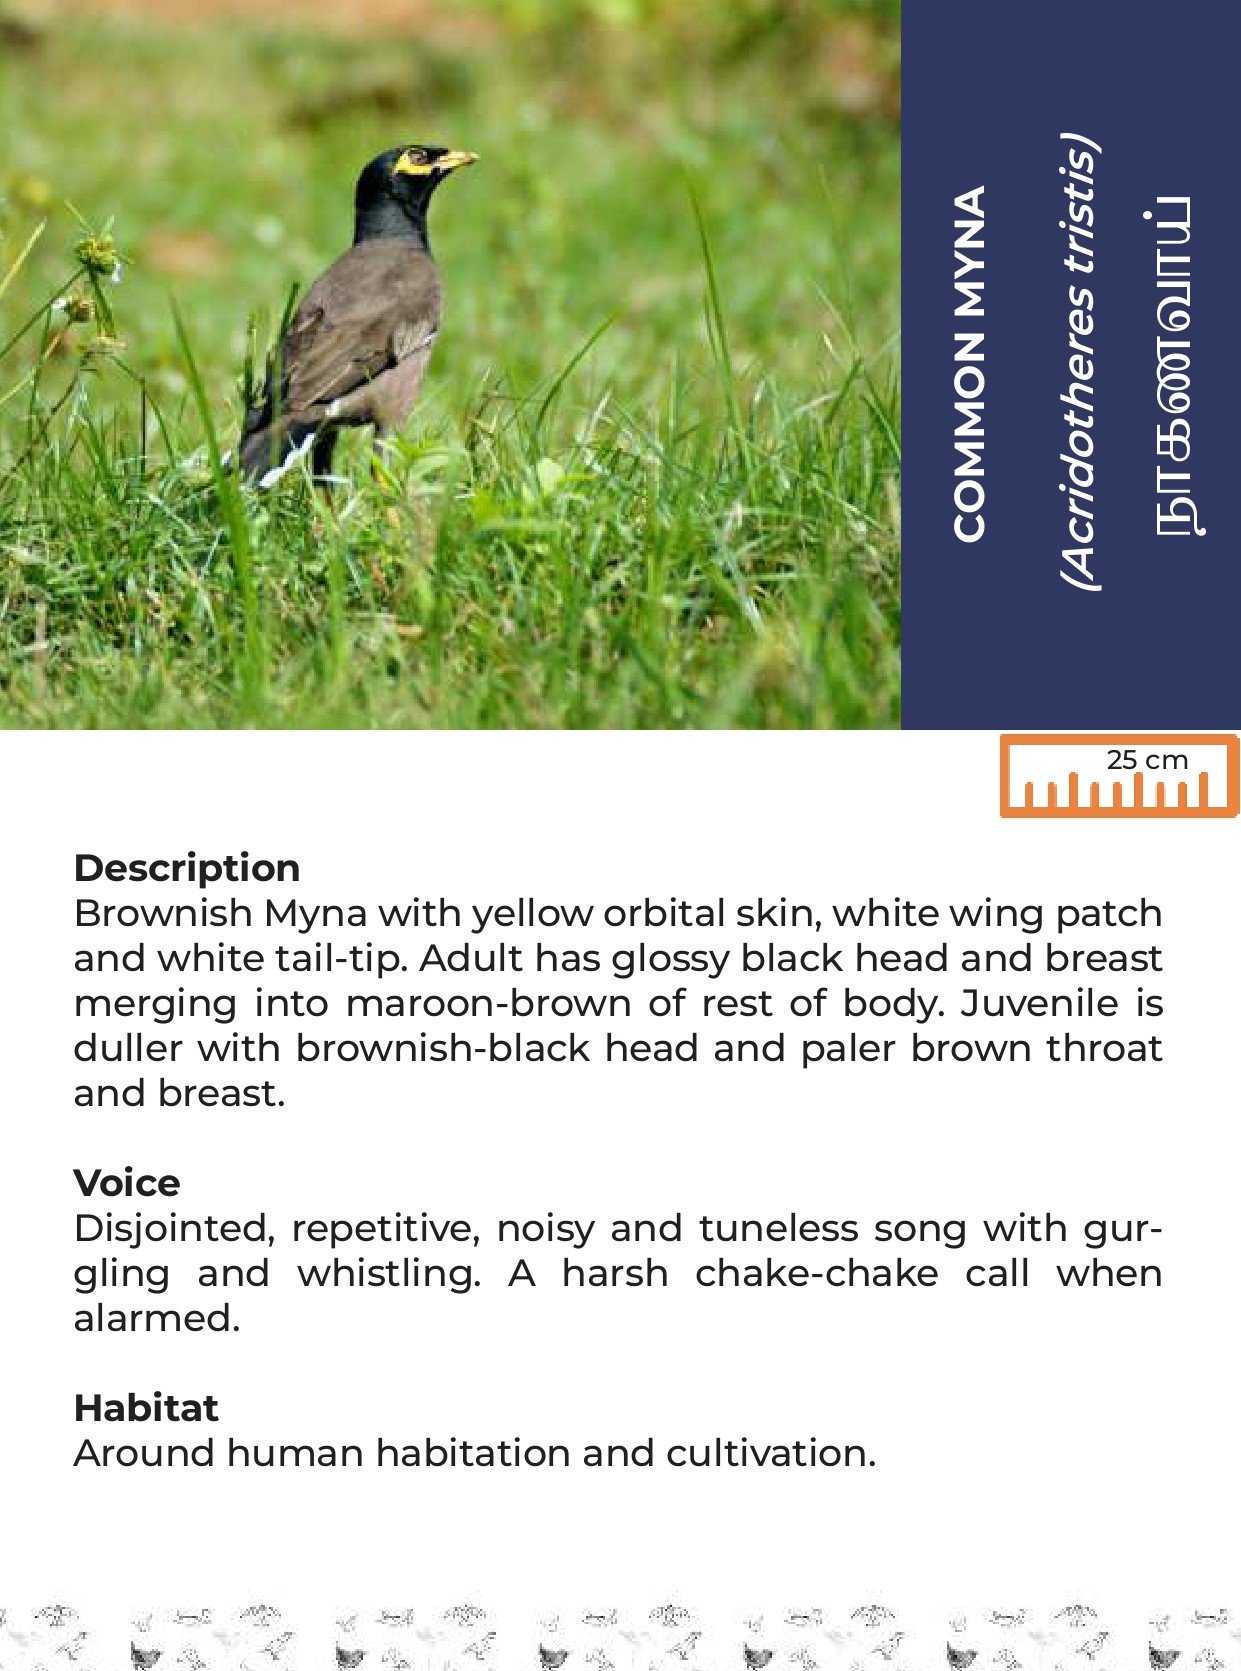 COMMON MYNA
(Acridotheres tristis)
நாகணவாய்
25 cm
Description
Brownish Myna with yellow orbital skin, white wing patch
and white tail-tip. Adult has glossy black head and breast
merging into maroon-brown of rest of body. Juvenile is
duller with brownish-black head and paler brown throat
and breast.
Voice
Disjointed, repetitive, noisy and tuneless song with gur-
gling and whistling. A harsh chake-chake call when
alarmed.
Habitat
Around human habitation and cultivation.